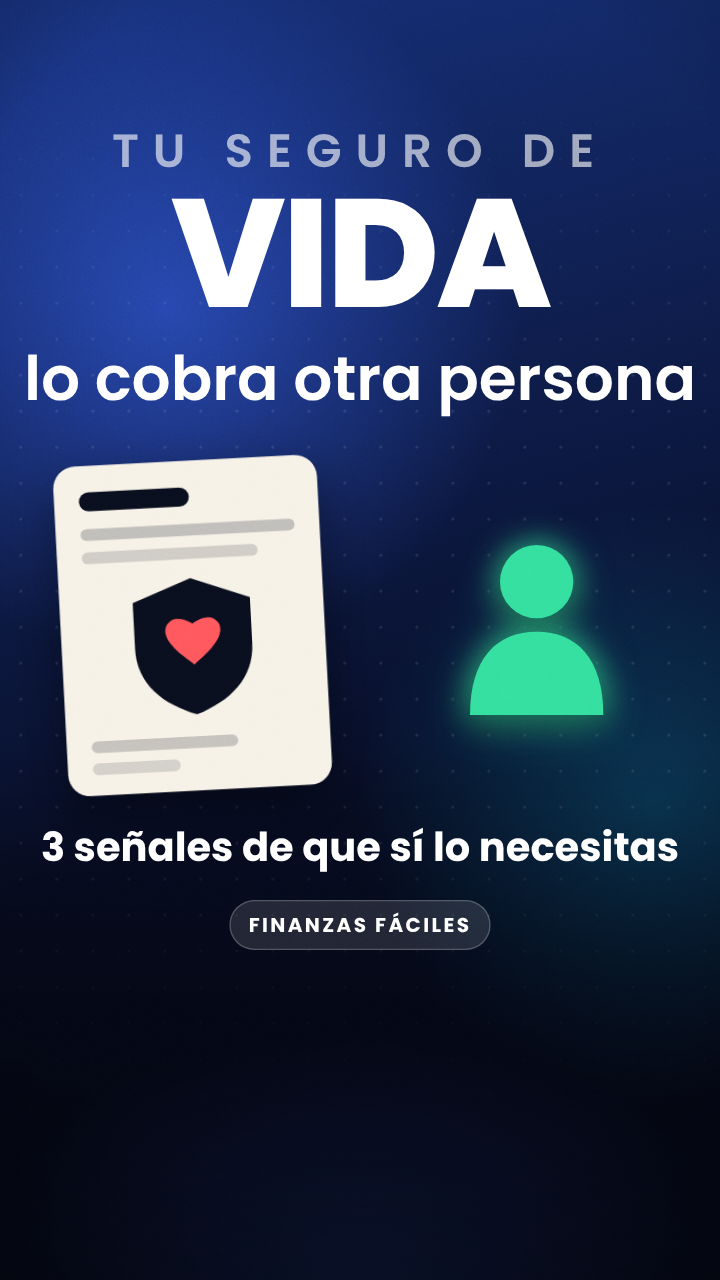 TU SEGURO DE
VIDA
lo cobra otra persona
3 señales de que sí lo necesitas
FINANZAS FÁCILES